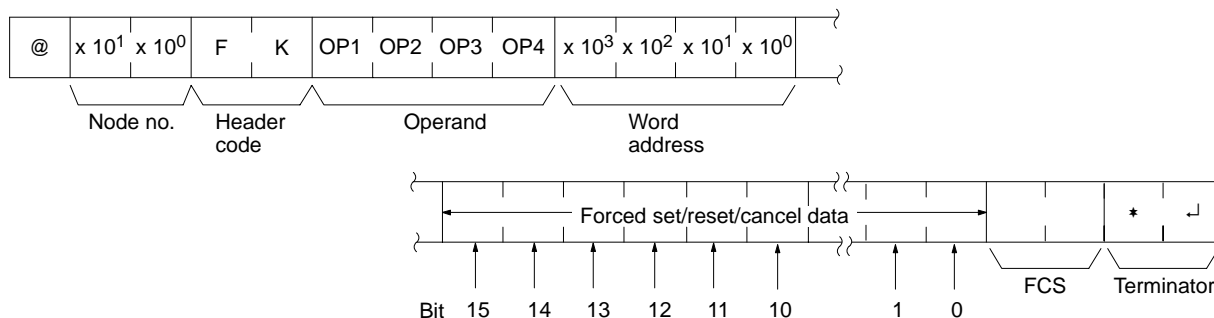 @ x 10¹ x 10⁰ F K OP1 OP2 OP3 OP4 x 10³ x 10² x 10¹ x 10⁰
Node no. Header code Operand Word address
Forced set/reset/cancel data * ↵
Bit 15 14 13 12 11 10 1 0 FCS Terminator